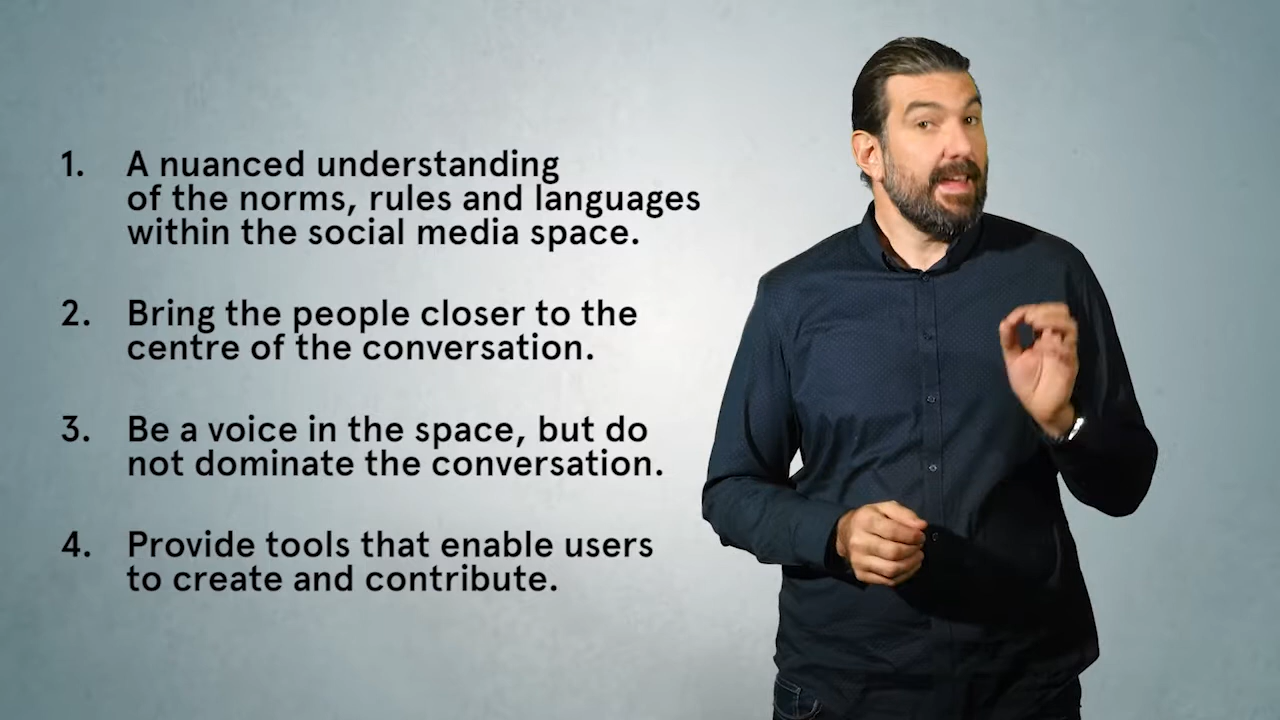 1. A nuanced understanding
of the norms, rules and languages
within the social media space.
2. Bring the people closer to the
centre of the conversation.
3. Be a voice in the space, but do
not dominate the conversation.
4. Provide tools that enable users
to create and contribute.